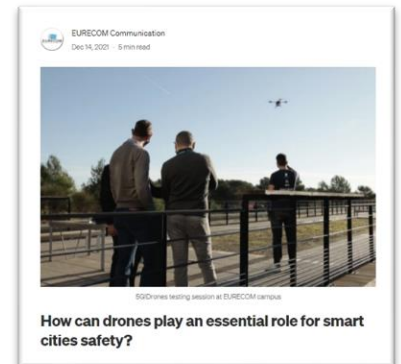 EURECOM
EURECOM Communication
Dec 14, 2021 · 5 min read
5G!Drones testing session at EURECOM campus
How can drones play an essential role for smart
cities safety?